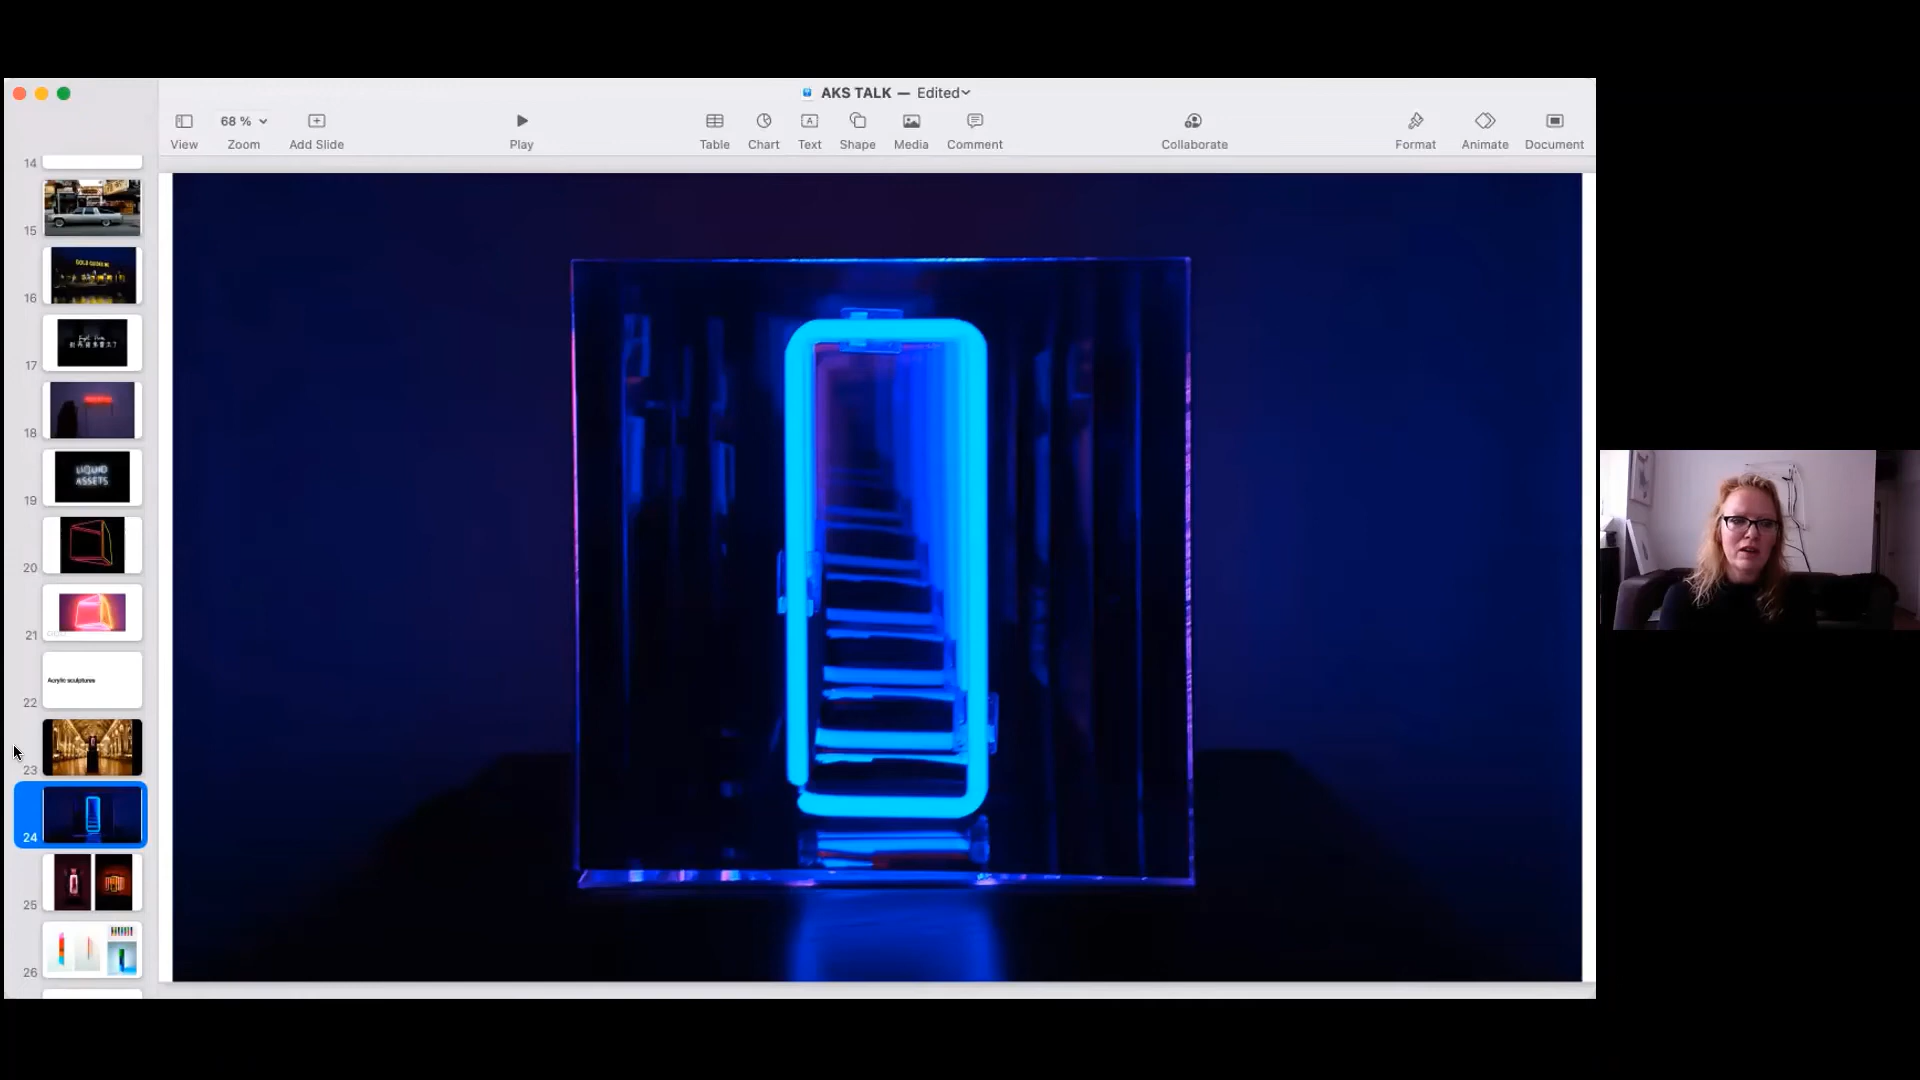 AKS TALK — Edited
68 %
View
Zoom
Add Slide
Play
Table
Chart
Text
Shape
Media
Comment
Collaborate
Format
Animate
Document
14
15
16
17
18
19
LIQUID
ASSETS
20
21
22
Acrylic sculptures
23
24
25
26